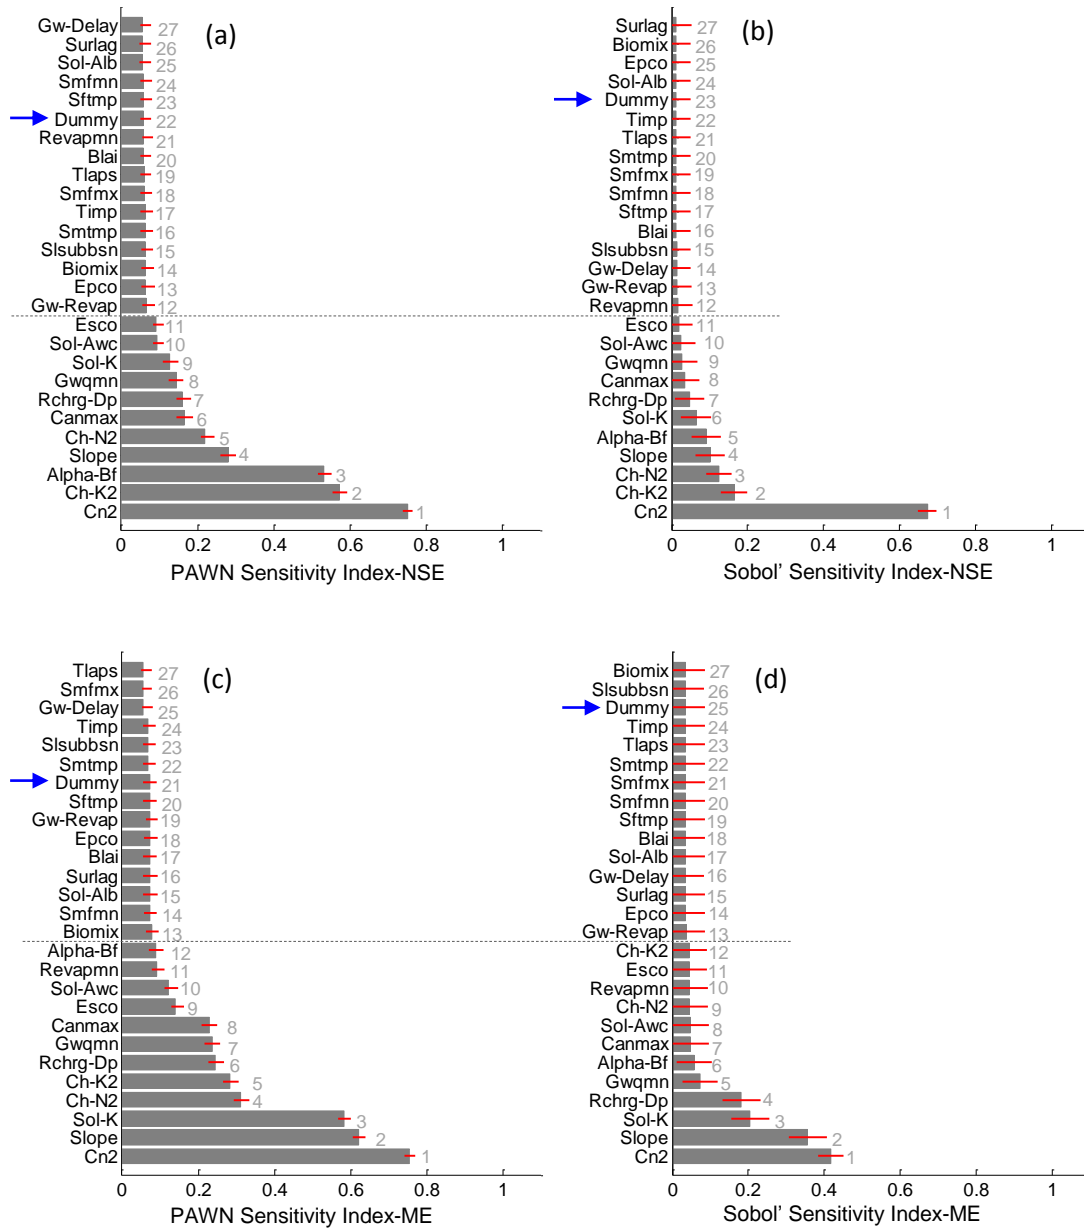 (a)
Gw-Delay 27
Surlag 26
Sol-Alb 25
Smfmn 24
Sftmp 23
Dummy 22
Revapmn 21
Blai 20
Tlaps 19
Smfmx 18
Timp 17
Smtmp 16
Slsubbsn 15
Biomix 14
Epco 13
Gw-Revap 12
Esco 11
Sol-Awc 10
Sol-K 9
Gwqmn 8
Rchrg-Dp 7
Canmax 6
Ch-N2 5
Slope 4
Alpha-Bf 3
Ch-K2 2
Cn2 1
0 0.2 0.4 0.6 0.8 1
PAWN Sensitivity Index-NSE
(b)
Surlag 27
Biomix 26
Epco 25
Sol-Alb 24
Dummy 23
Timp 22
Tlaps 21
Smtmp 20
Smfmx 19
Smfmn 18
Sftmp 17
Blai 16
Slsubbsn 15
Gw-Delay 14
Gw-Revap 13
Revapmn 12
Esco 11
Sol-Awc 10
Gwqmn 9
Canmax 8
Rchrg-Dp 7
Sol-K 6
Alpha-Bf 5
Slope 4
Ch-N2 3
Ch-K2 2
Cn2 1
0 0.2 0.4 0.6 0.8 1
Sobol' Sensitivity Index-NSE
(c)
Tlaps 27
Smfmx 26
Gw-Delay 25
Timp 24
Slsubbsn 23
Smtmp 22
Dummy 21
Sftmp 20
Gw-Revap 19
Epco 18
Blai 17
Surlag 16
Sol-Alb 15
Smfmn 14
Biomix 13
Alpha-Bf 12
Revapmn 11
Sol-Awc 10
Esco 9
Canmax 8
Gwqmn 7
Rchrg-Dp 6
Ch-K2 5
Ch-N2 4
Sol-K 3
Slope 2
Cn2 1
0 0.2 0.4 0.6 0.8 1
PAWN Sensitivity Index-ME
(d)
Biomix 27
Slsubbsn 26
Dummy 25
Timp 24
Tlaps 23
Smtmp 22
Smfmx 21
Smfmn 20
Sftmp 19
Blai 18
Sol-Alb 17
Gw-Delay 16
Surlag 15
Epco 14
Gw-Revap 13
Ch-K2 12
Esco 11
Revapmn 10
Ch-N2 9
Sol-Awc 8
Canmax 7
Alpha-Bf 6
Gwqmn 5
Rchrg-Dp 4
Sol-K 3
Slope 2
Cn2 1
0 0.2 0.4 0.6 0.8 1
Sobol' Sensitivity Index-ME